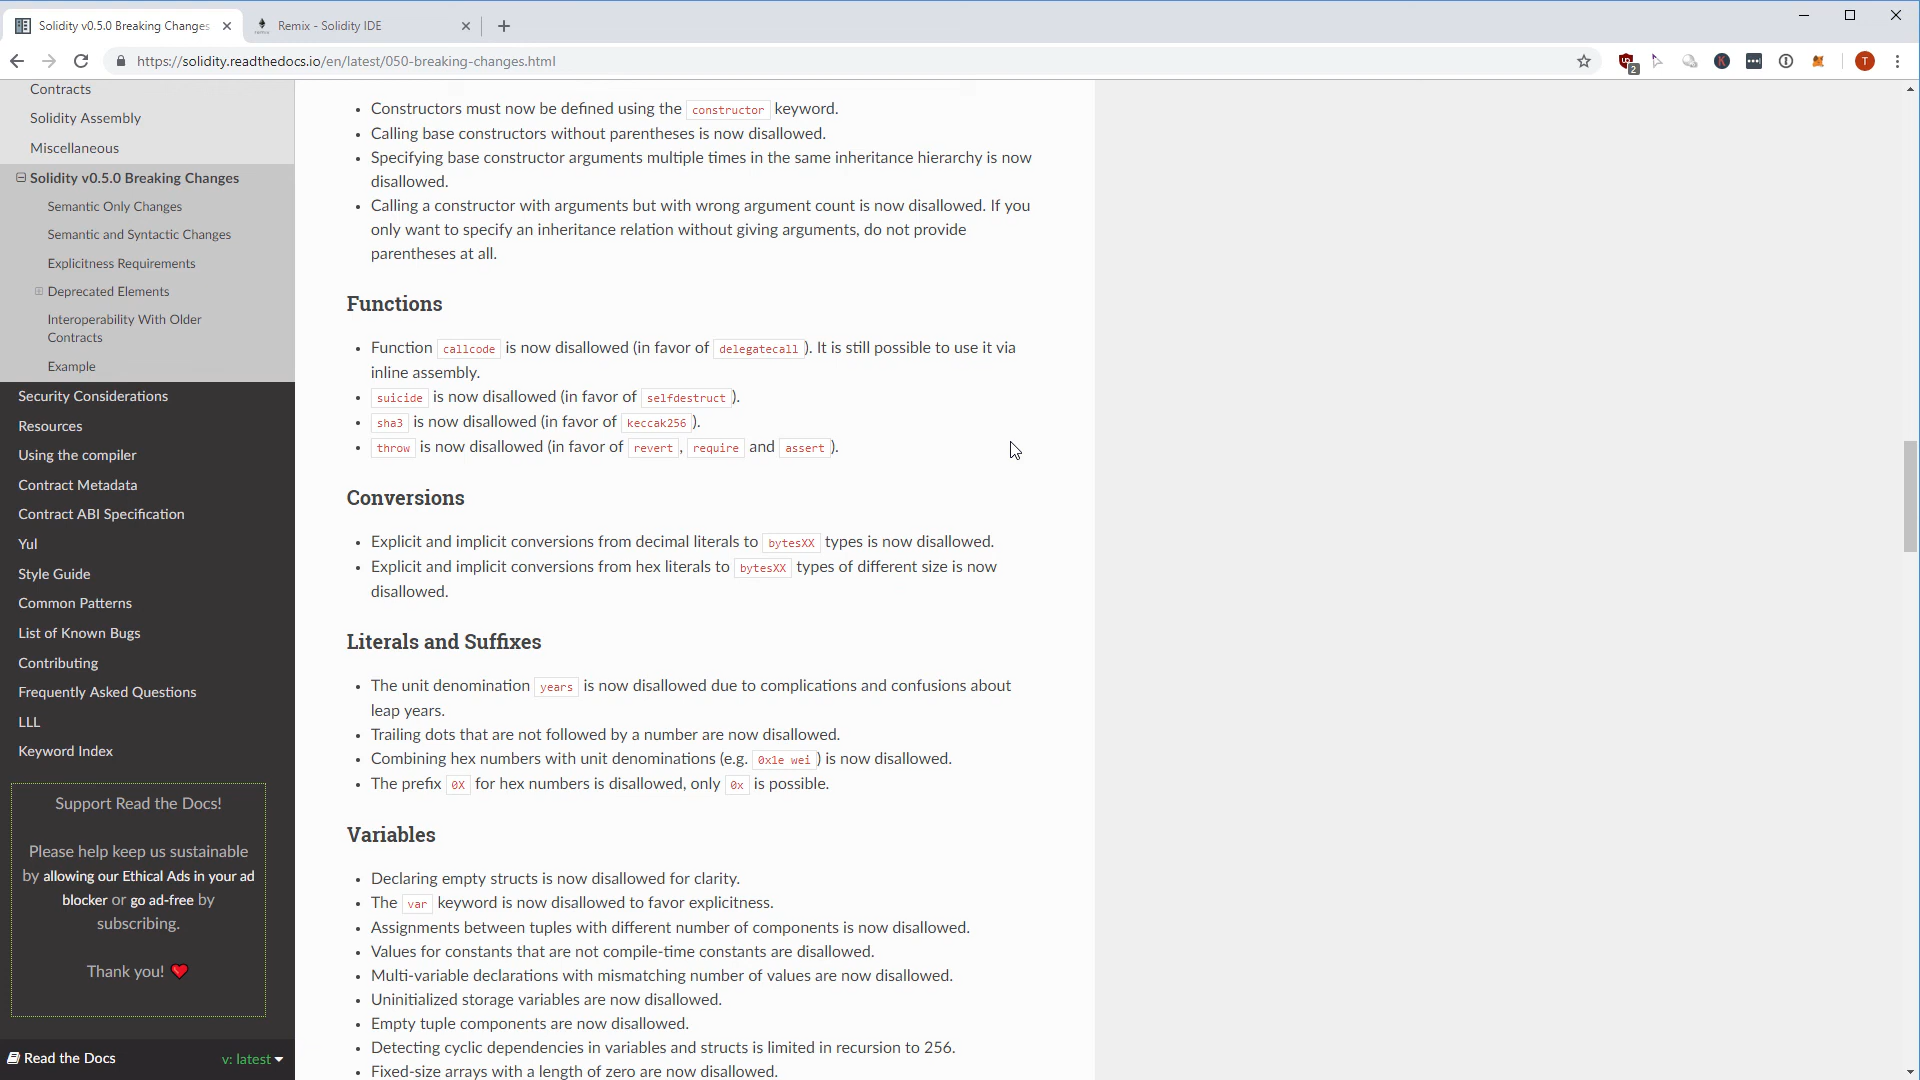 Solidity v0.5.0 Breaking Changes
Remix - Solidity IDE
https://solidity.readthedocs.io/en/latest/050-breaking-changes.html
2
T
Contracts
Solidity Assembly
Miscellaneous
Solidity v0.5.0 Breaking Changes
Semantic Only Changes
Semantic and Syntactic Changes
Explicitness Requirements
Deprecated Elements
Interoperability With Older
Contracts
Example
Security Considerations
Resources
Using the compiler
Contract Metadata
Contract ABI Specification
Yul
Style Guide
Common Patterns
List of Known Bugs
Contributing
Frequently Asked Questions
LLL
Keyword Index
Support Read the Docs!
Please help keep us sustainable
by allowing our Ethical Ads in your ad
blocker or go ad-free by
subscribing.
Thank you! ❤
Read the Docs
v: latest
• Constructors must now be defined using the constructor keyword.
• Calling base constructors without parentheses is now disallowed.
• Specifying base constructor arguments multiple times in the same inheritance hierarchy is now
disallowed.
• Calling a constructor with arguments but with wrong argument count is now disallowed. If you
only want to specify an inheritance relation without giving arguments, do not provide
parentheses at all.
Functions
• Function callcode is now disallowed (in favor of delegatecall). It is still possible to use it via
inline assembly.
• suicide is now disallowed (in favor of selfdestruct).
• sha3 is now disallowed (in favor of keccak256).
• throw is now disallowed (in favor of revert, require and assert).
Conversions
• Explicit and implicit conversions from decimal literals to bytesXX types is now disallowed.
• Explicit and implicit conversions from hex literals to bytesXX types of different size is now
disallowed.
Literals and Suffixes
• The unit denomination years is now disallowed due to complications and confusions about
leap years.
• Trailing dots that are not followed by a number are now disallowed.
• Combining hex numbers with unit denominations (e.g. 0x1e wei) is now disallowed.
• The prefix 0X for hex numbers is disallowed, only 0x is possible.
Variables
• Declaring empty structs is now disallowed for clarity.
• The var keyword is now disallowed to favor explicitness.
• Assignments between tuples with different number of components is now disallowed.
• Values for constants that are not compile-time constants are disallowed.
• Multi-variable declarations with mismatching number of values are now disallowed.
• Uninitialized storage variables are now disallowed.
• Empty tuple components are now disallowed.
• Detecting cyclic dependencies in variables and structs is limited in recursion to 256.
• Fixed-size arrays with a length of zero are now disallowed.